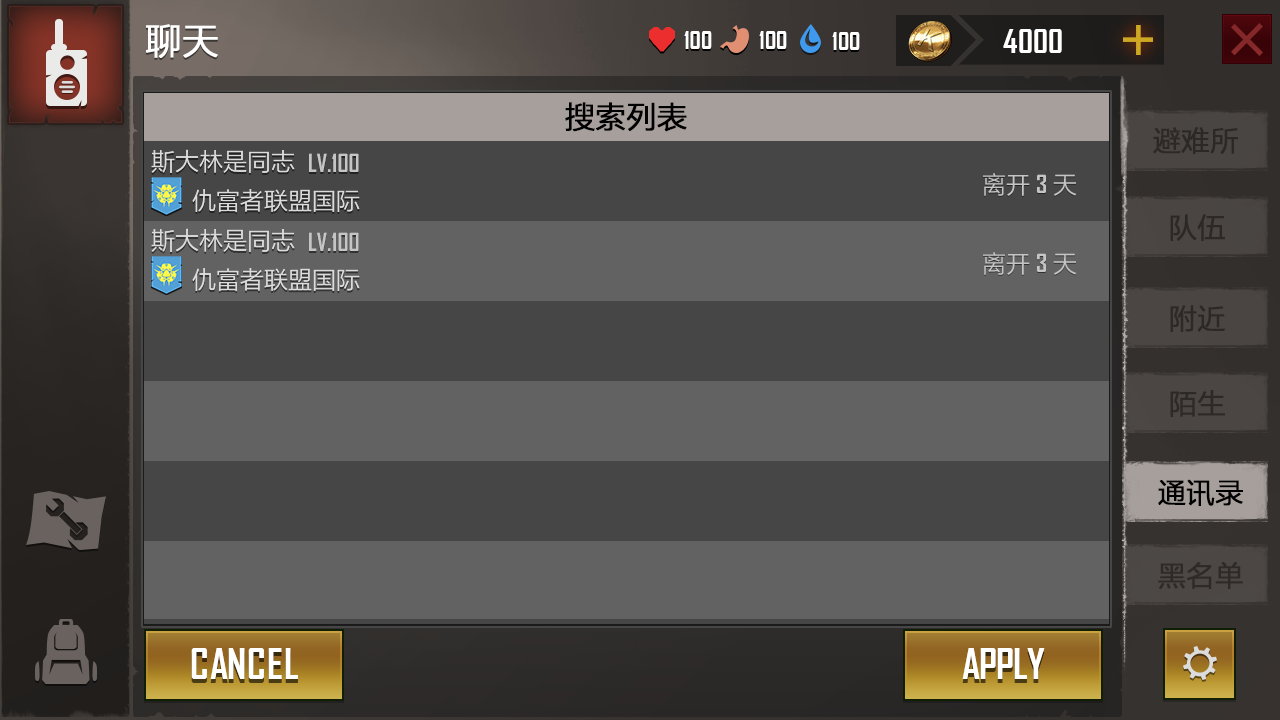 聊天
100
100
100
4000
搜索列表
斯大林是同志 LV.100
仇富者联盟国际
离开 3 天
斯大林是同志 LV.100
仇富者联盟国际
离开 3 天
避难所
队伍
附近
陌生
通讯录
黑名单
CANCEL
APPLY